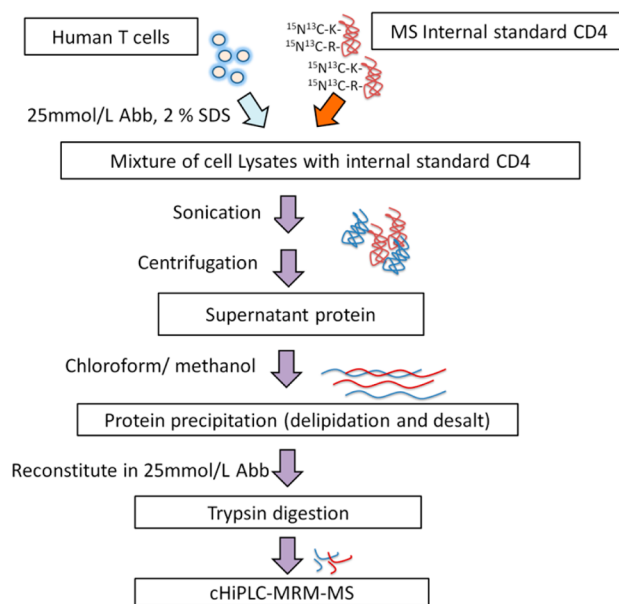 Human T cells
¹⁵N¹³C-K-
¹⁵N¹³C-R-
¹⁵N¹³C-K-
¹⁵N¹³C-R-
MS Internal standard CD4
25mmol/L Abb, 2 % SDS
Mixture of cell Lysates with internal standard CD4
Sonication
Centrifugation
Supernatant protein
Chloroform/ methanol
Protein precipitation (delipidation and desalt)
Reconstitute in 25mmol/L Abb
Trypsin digestion
cHiPLC-MRM-MS